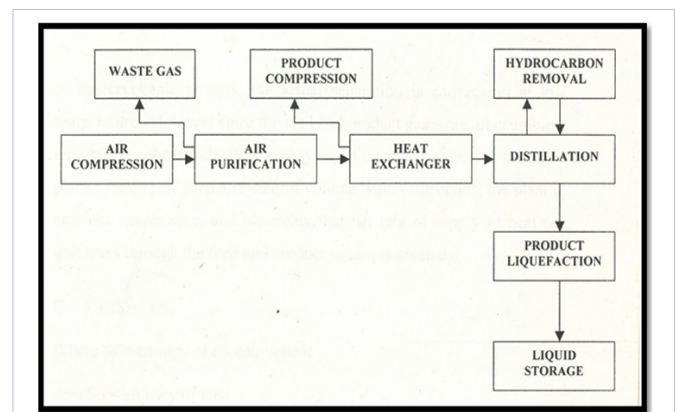 WASTE GAS
PRODUCT
COMPRESSION
HYDROCARBON
REMOVAL
AIR
COMPRESSION
AIR
PURIFICATION
HEAT
EXCHANGER
DISTILLATION
PRODUCT
LIQUEFACTION
LIQUID
STORAGE